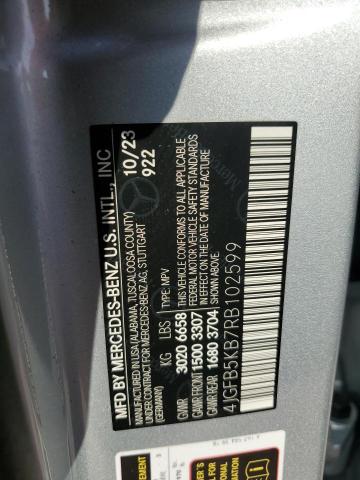 MFD BY MERCEDES-BENZ U.S. INTL., INC
MANUFACTURED IN USA(ALABAMA, TUSCALOOSA COUNTY)
UNDER CONTRACT OF MERCEDES-BENZ AG, STUTTGART
(GERMANY)
10/23
922
KG LBS
GVWR 3020 6658
GAWR FRONT 1500 3307
GAWR REAR 1680 3704
TYPE: MPV
THIS VEHICLE CONFORMS TO ALL APPLICABLE
FEDERAL MOTOR VEHICLE SAFETY STANDARDS
IN EFFECT ON THE DATE OF MANUFACTURE
SHOWN ABOVE.
4JGFB5KB7RB102599